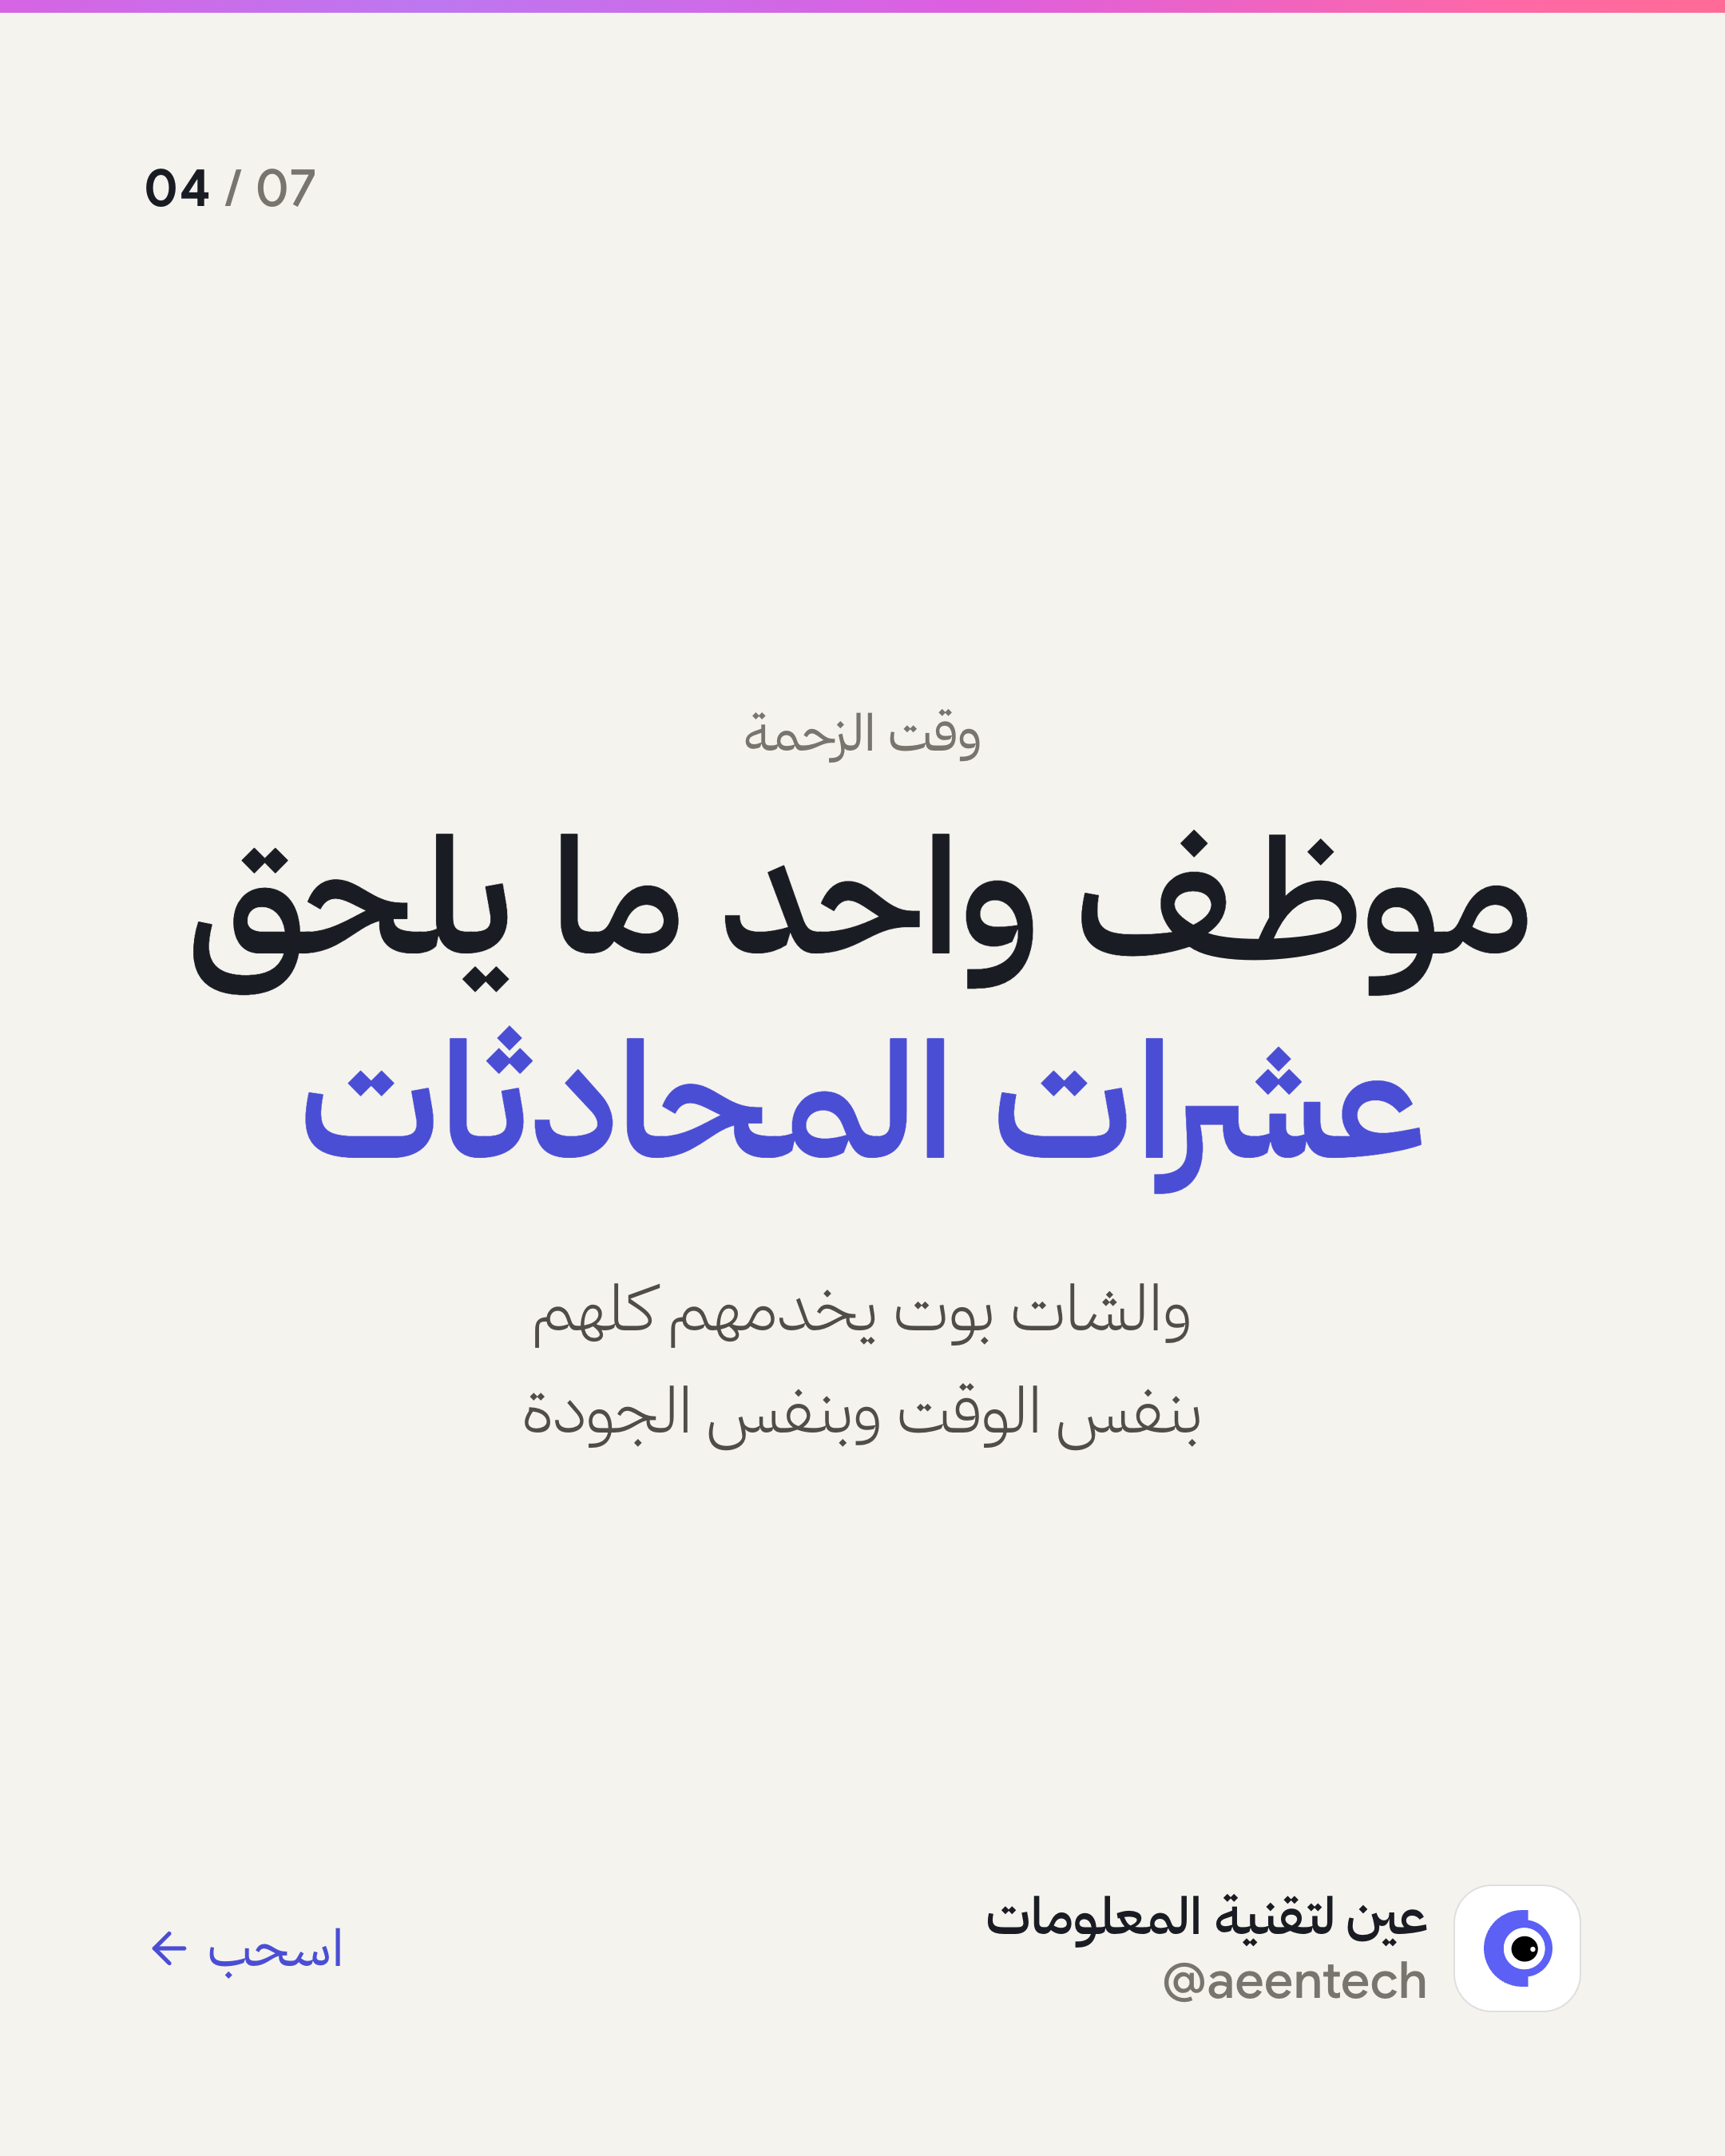 04 / 07
وقت الزحمة
موظف واحد ما يلحق
عشرات المحادثات
والشات بوت يخدمهم كلهم
بنفس الوقت وبنفس الجودة
عين لتقنية المعلومات
@aeentech
اسحب ←